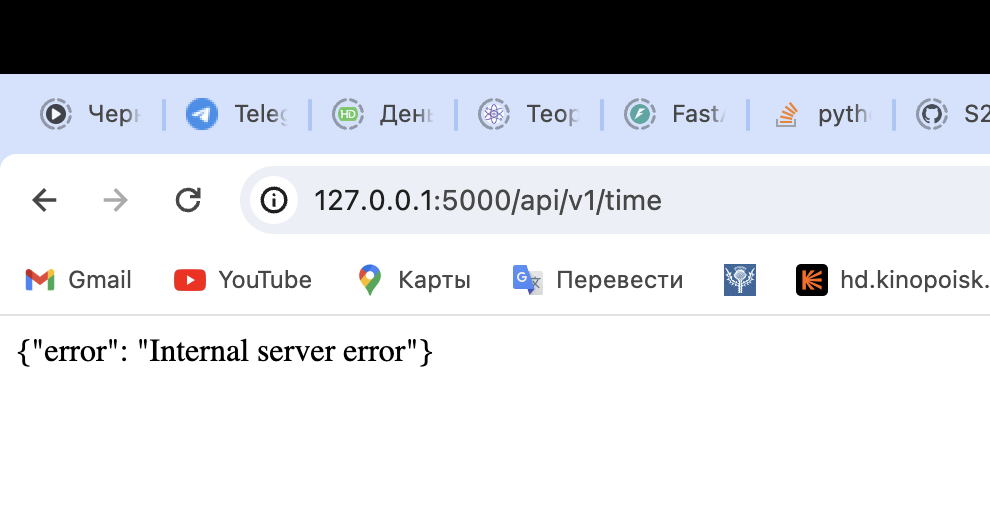 Черн Teleg День Теор FastA pytho S2
127.0.0.1:5000/api/v1/time
Gmail YouTube Карты Перевести hd.kinopoisk.
{"error": "Internal server error"}